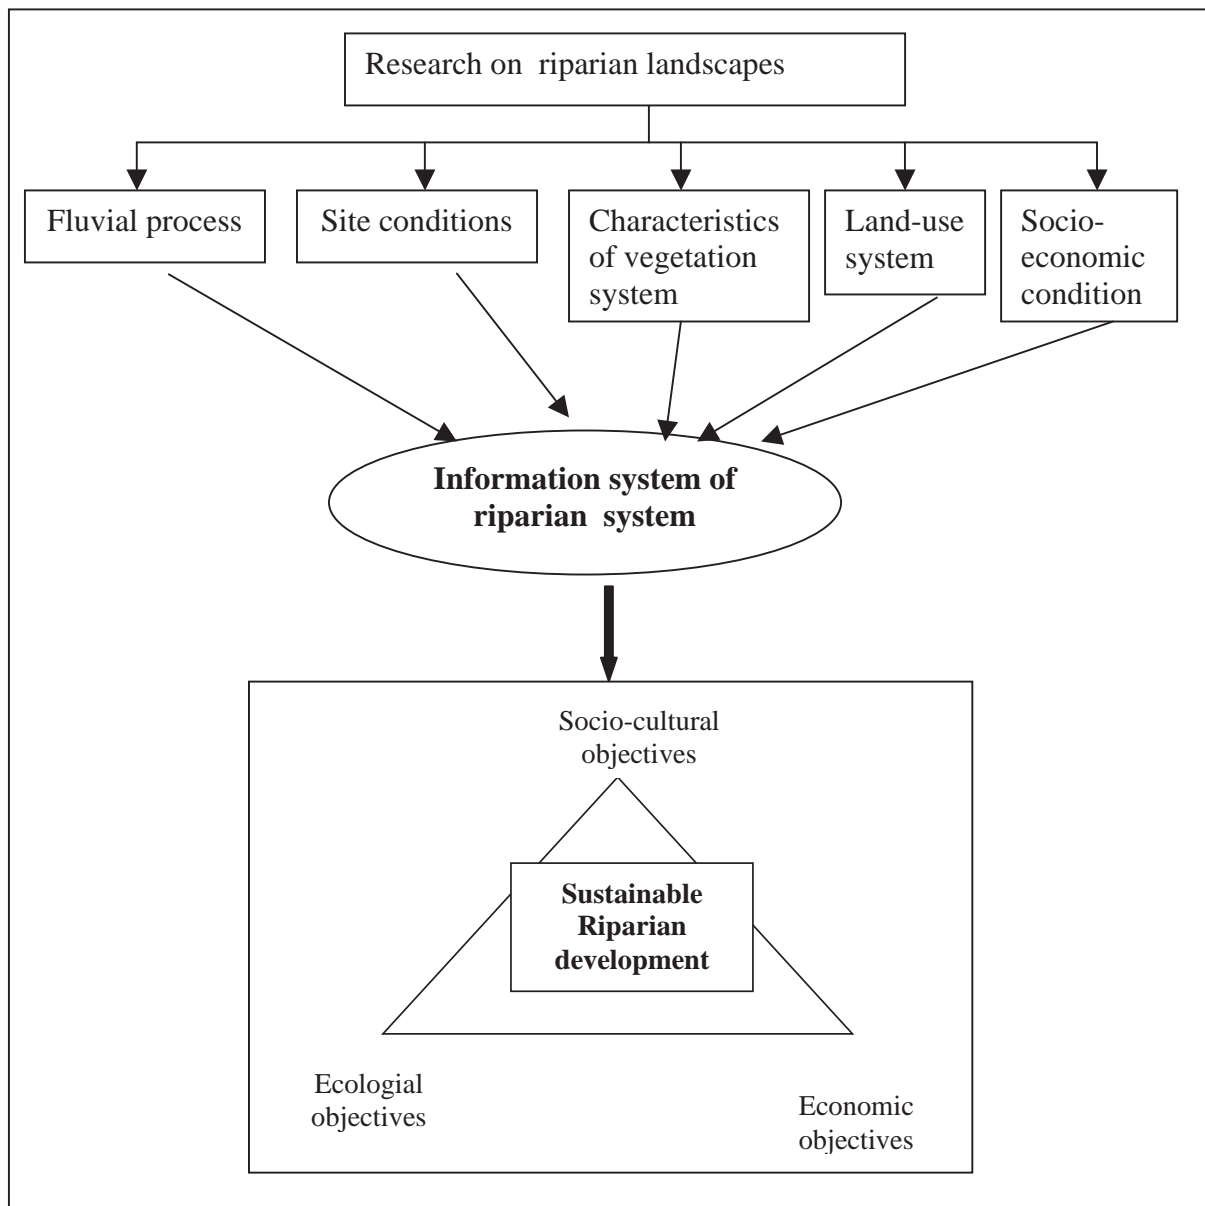 Research on riparian landscapes
Fluvial process
Site conditions
Characteristics
of vegetation
system
Land-use
system
Socio-
economic
condition
Information system of
riparian system
Socio-cultural
objectives
Sustainable
Riparian
development
Ecologial
objectives
Economic
objectives